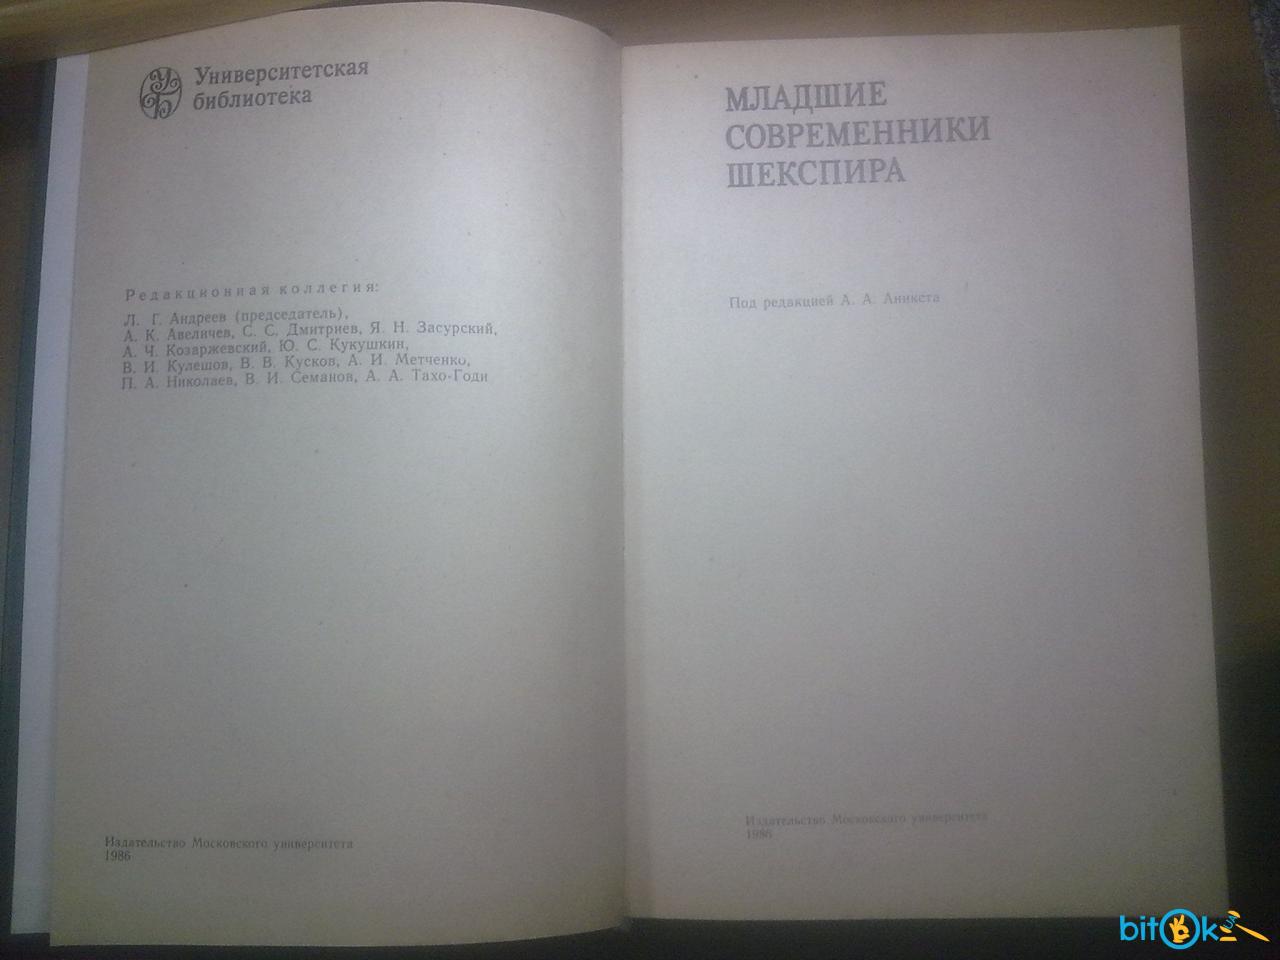 Университетская
библиотека
Редакционная коллегия:
Л. Г. Андреев (председатель),
А. К. Авеличев, С. С. Дмитриев, Я. Н. Засурский,
А. Ч. Козаржевский, Ю. С. Кукушкин,
В. И. Кулешов, В. В. Кусков, А. И. Метченко,
П. А. Николаев, В. И. Семанов, А. А. Тахо-Годи
Издательство Московского университета
1986
МЛАДШИЕ
СОВРЕМЕННИКИ
ШЕКСПИРА
Под редакцией А. А. Аникста
Издательство Московского университета
1986
bitOk UA